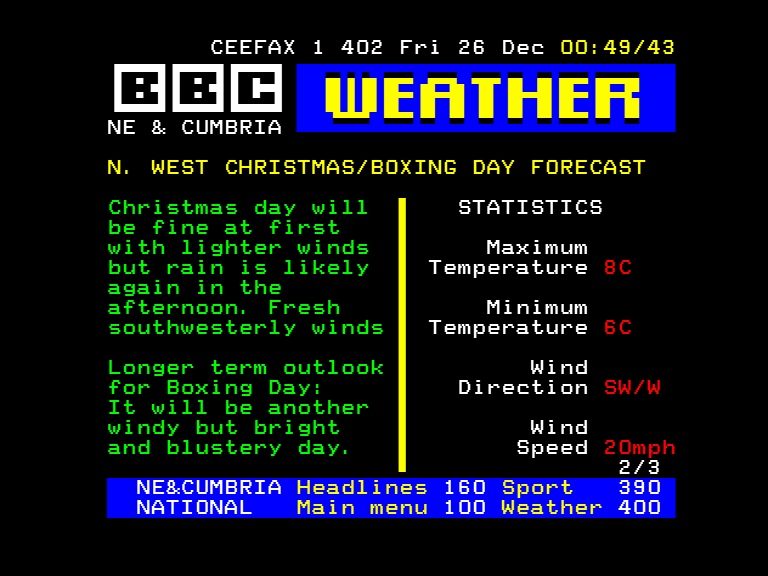 CEEFAX 1 402 Fri 26 Dec 00:49/43
BBC WEATHER
NE & CUMBRIA
N. WEST CHRISTMAS/BOXING DAY FORECAST
Christmas day will
be fine at first
with lighter winds
but rain is likely
again in the
afternoon. Fresh
southwesterly winds
Longer term outlook
for Boxing Day:
It will be another
windy but bright
and blustery day.
STATISTICS
Maximum
Temperature 8C
Minimum
Temperature 6C
Wind
Direction SW/W
Wind
Speed 20mph
2/3
NE&CUMBRIA Headlines 160 Sport 390
NATIONAL Main menu 100 Weather 400